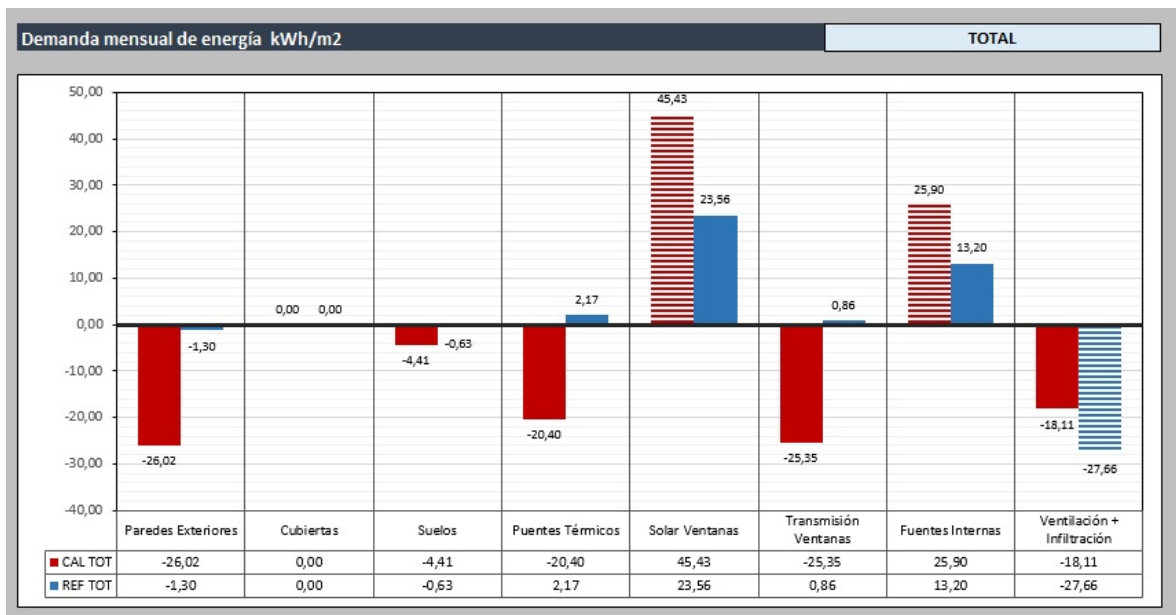 Demanda mensual de energía kWh/m2
TOTAL
50,00
40,00
30,00
20,00
10,00
0,00
-10,00
-20,00
-30,00
-40,00
-26,02
-1,30
0,00
0,00
-4,41
-0,63
-20,40
2,17
45,43
23,56
-25,35
0,86
25,90
13,20
-18,11
-27,66
Paredes Exteriores
Cubiertas
Suelos
Puentes Térmicos
Solar Ventanas
Transmisión
Ventanas
Fuentes Internas
Ventilación +
Infiltración
CAL TOT -26,02 0,00 -4,41 -20,40 45,43 -25,35 25,90 -18,11
REF TOT -1,30 0,00 -0,63 2,17 23,56 0,86 13,20 -27,66